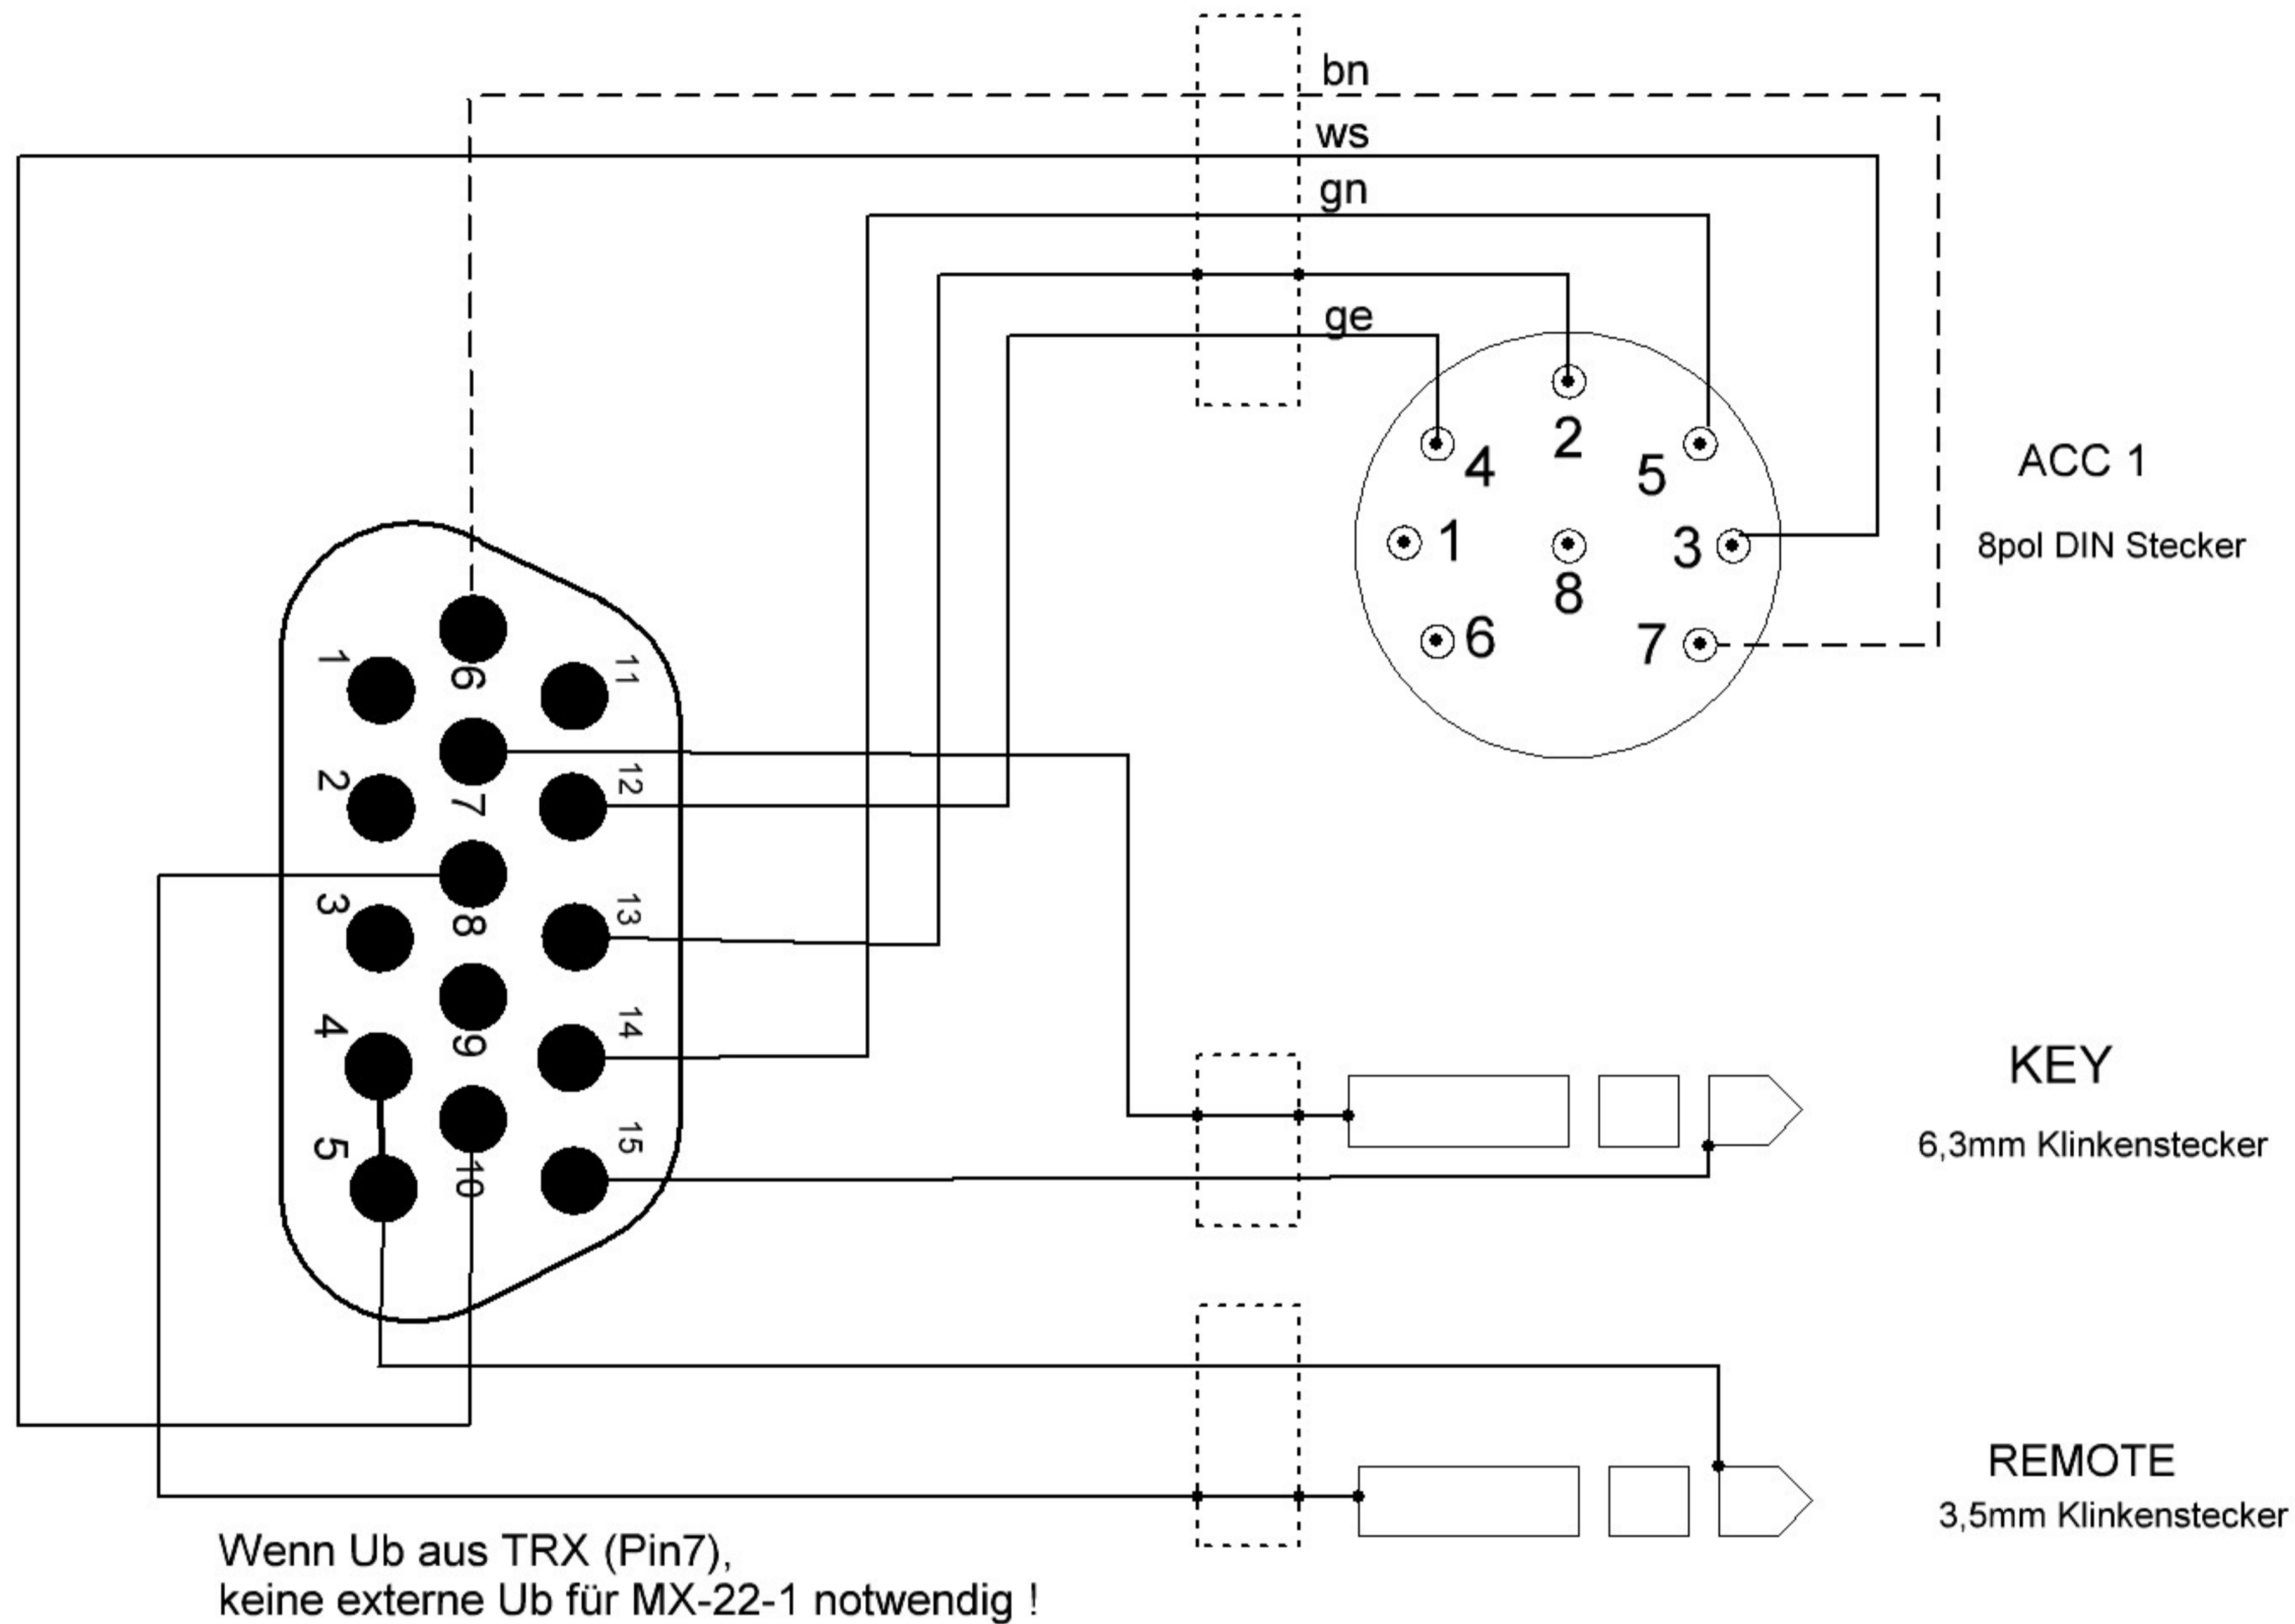 bn
ws
gn
ge
2
4
5
ACC 1
1
3
8pol DIN Stecker
8
6
7
1
6
11
2
7
12
3
8
13
4
9
14
5
10
15
KEY
6,3mm Klinkenstecker
REMOTE
3,5mm Klinkenstecker
Wenn Ub aus TRX (Pin7),
keine externe Ub für MX-22-1 notwendig !